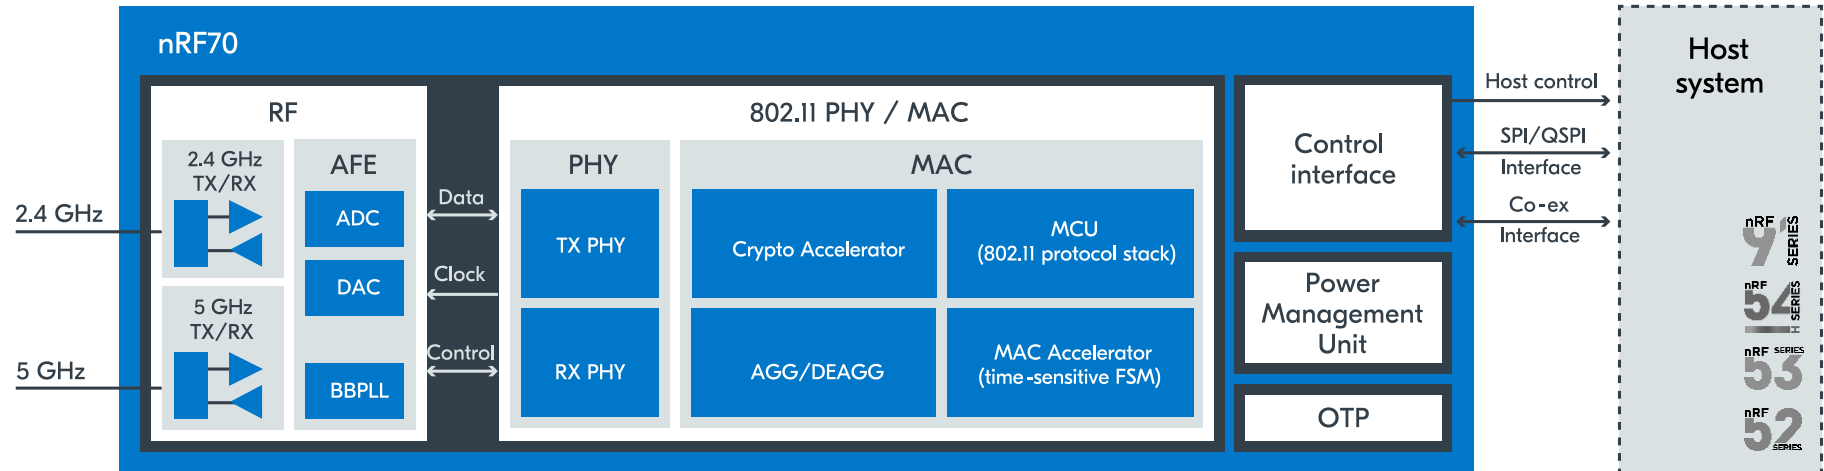 nRF70
RF
2.4 GHz
TX/RX
5 GHz
TX/RX
2.4 GHz
5 GHz
AFE
ADC
DAC
BBPLL
Data
Clock
Control
802.11 PHY / MAC
PHY
TX PHY
RX PHY
MAC
Crypto Accelerator
MCU
(802.11 protocol stack)
AGG/DEAGG
MAC Accelerator
(time-sensitive FSM)
Control
interface
Power
Management
Unit
OTP
Host control
SPI/QSPI
Interface
Co-ex
Interface
Host
system
nRF
91 SERIES
nRF
54 H SERIES
nRF SERIES
53
nRF
52 SERIES